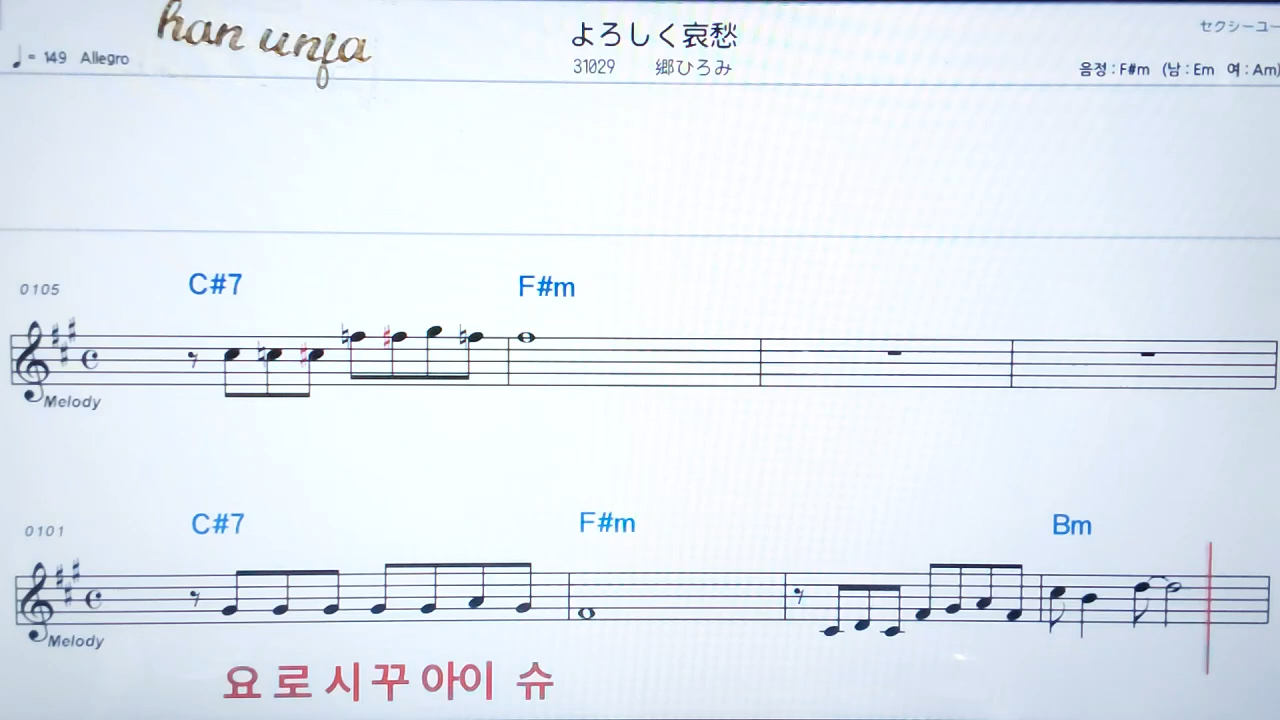 han unja
よろしく哀愁
セクシーユー
♩= 149 Allegro
31029 郷ひろみ
음정 : F#m (남 : Em 여 : Am)
0105
C#7 F#m
Melody
0101
C#7 F#m Bm
Melody
요 로 시 꾸 아이 슈